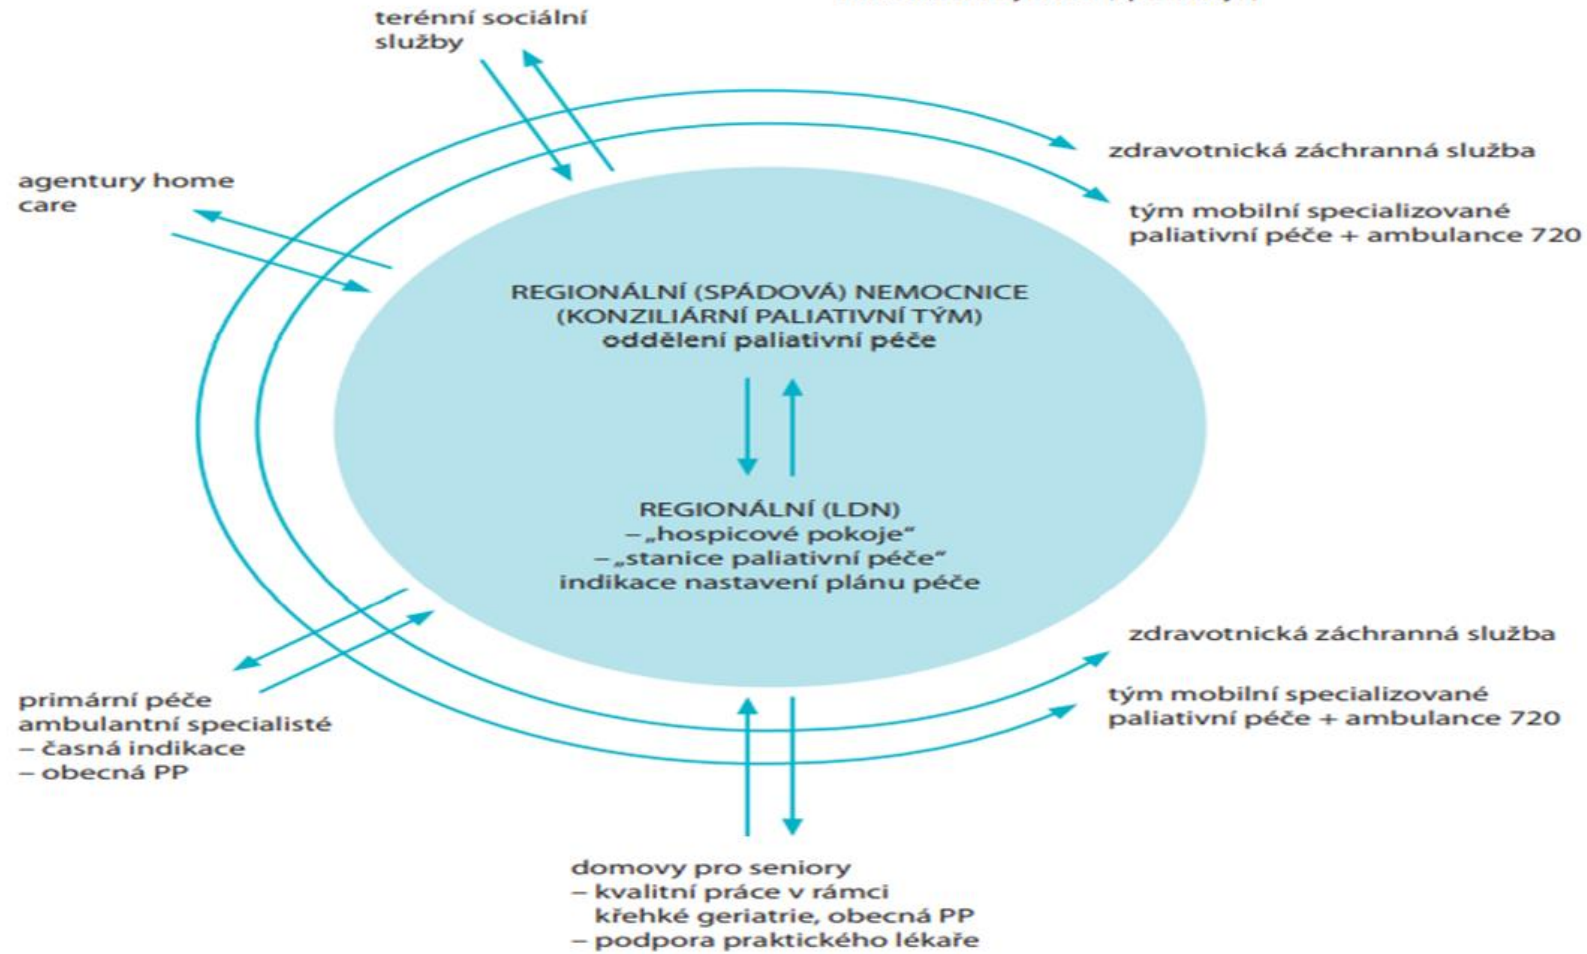 terénní sociální
služby
zdravotnická záchranná služba
agentury home
care
tým mobilní specializované
paliativní péče + ambulance 720
REGIONÁLNÍ (SPÁDOVÁ) NEMOCNICE
(KONZILIÁRNÍ PALIATIVNÍ TÝM)
oddělení paliativní péče
REGIONÁLNÍ (LDN)
– „hospicové pokoje“
– „stanice paliativní péče“
indikace nastavení plánu péče
zdravotnická záchranná služba
tým mobilní specializované
paliativní péče + ambulance 720
primární péče
ambulantní specialisté
– časná indikace
– obecná PP
domovy pro seniory
– kvalitní práce v rámci
křehké geriatrie, obecná PP
– podpora praktického lékaře